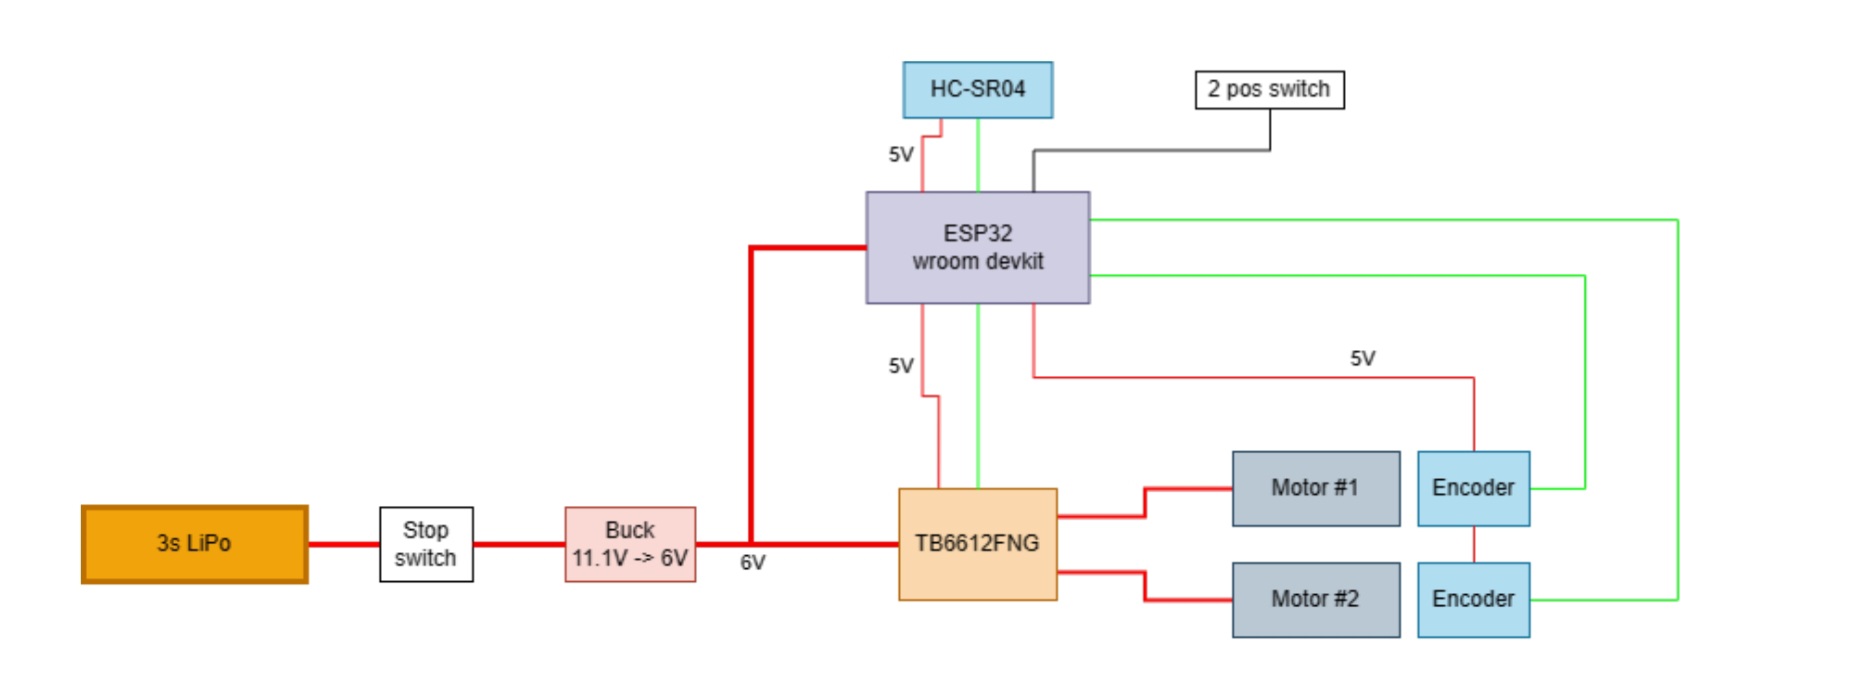 HC-SR04
2 pos switch
5V
ESP32
wroom devkit
5V
5V
3s LiPo
Stop
switch
Buck
11.1V -> 6V
6V
TB6612FNG
Motor #1
Encoder
Motor #2
Encoder